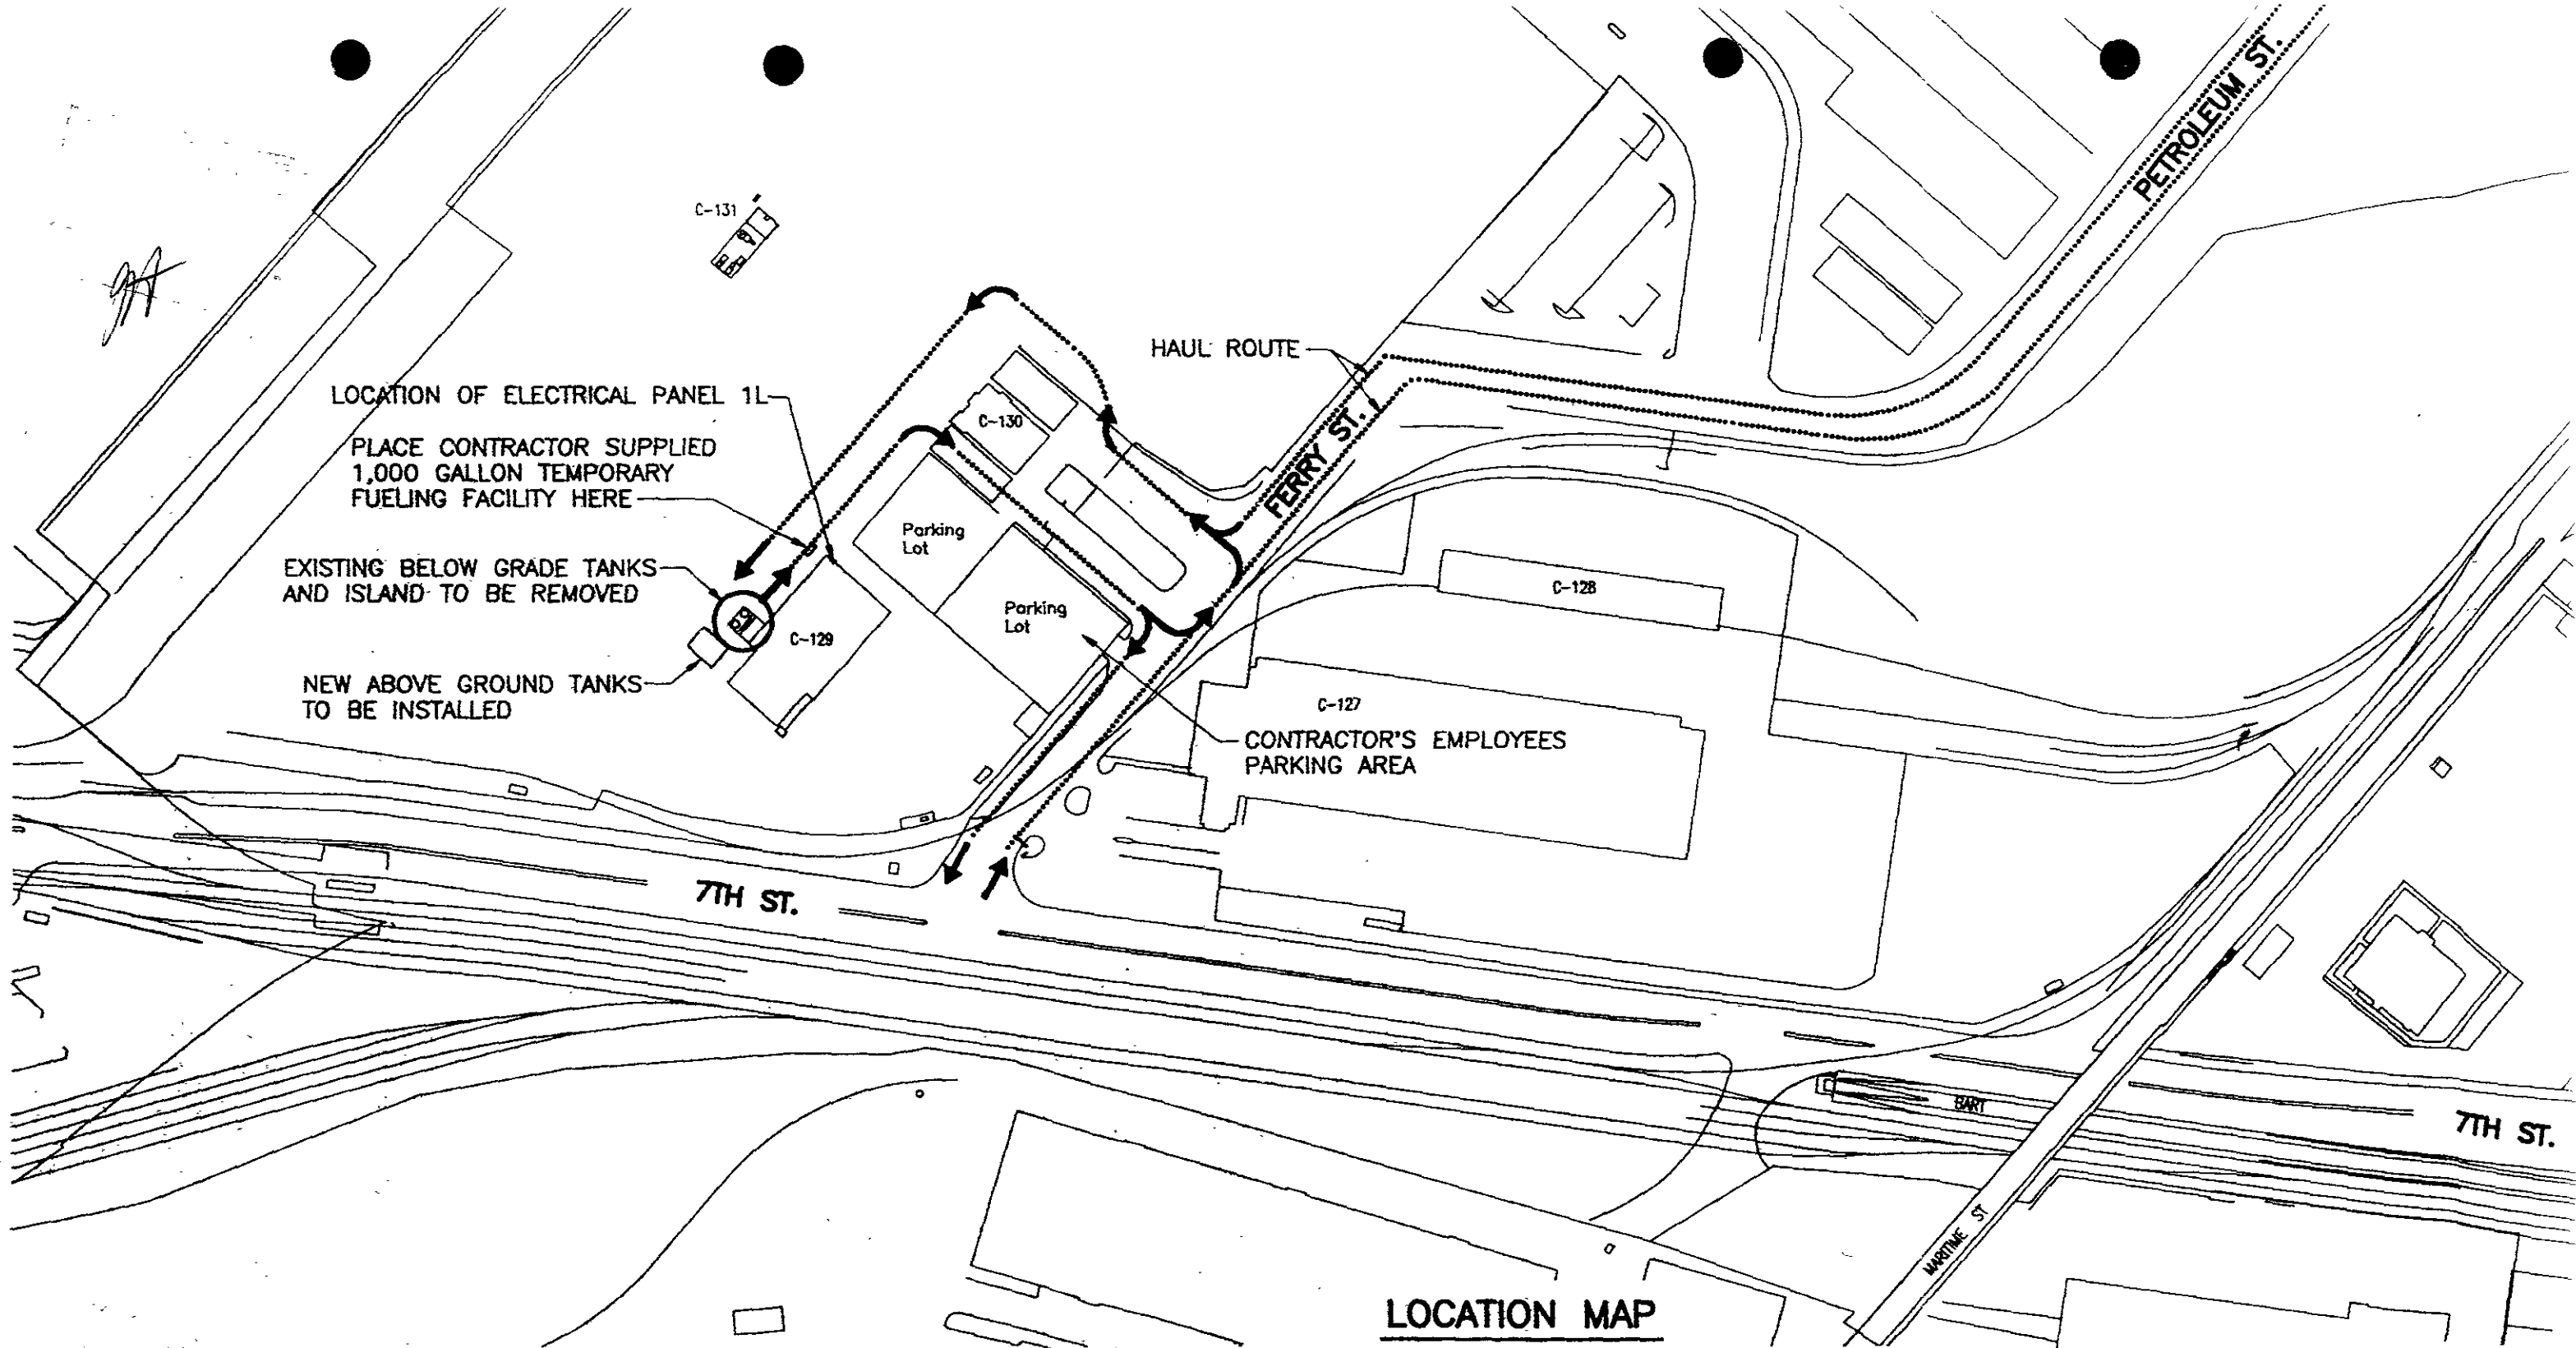 PETROLEUM ST.
C-131
HAUL ROUTE
LOCATION OF ELECTRICAL PANEL 1L
C-130
PLACE CONTRACTOR SUPPLIED
1,000 GALLON TEMPORARY
FUELING FACILITY HERE
FERRY ST.
Parking
Lot
EXISTING BELOW GRADE TANKS
AND ISLAND TO BE REMOVED
C-128
Parking
Lot
C-129
NEW ABOVE GROUND TANKS
TO BE INSTALLED
C-127
CONTRACTOR'S EMPLOYEES
PARKING AREA
7TH ST.
BART
7TH ST.
MARITIME ST
LOCATION MAP